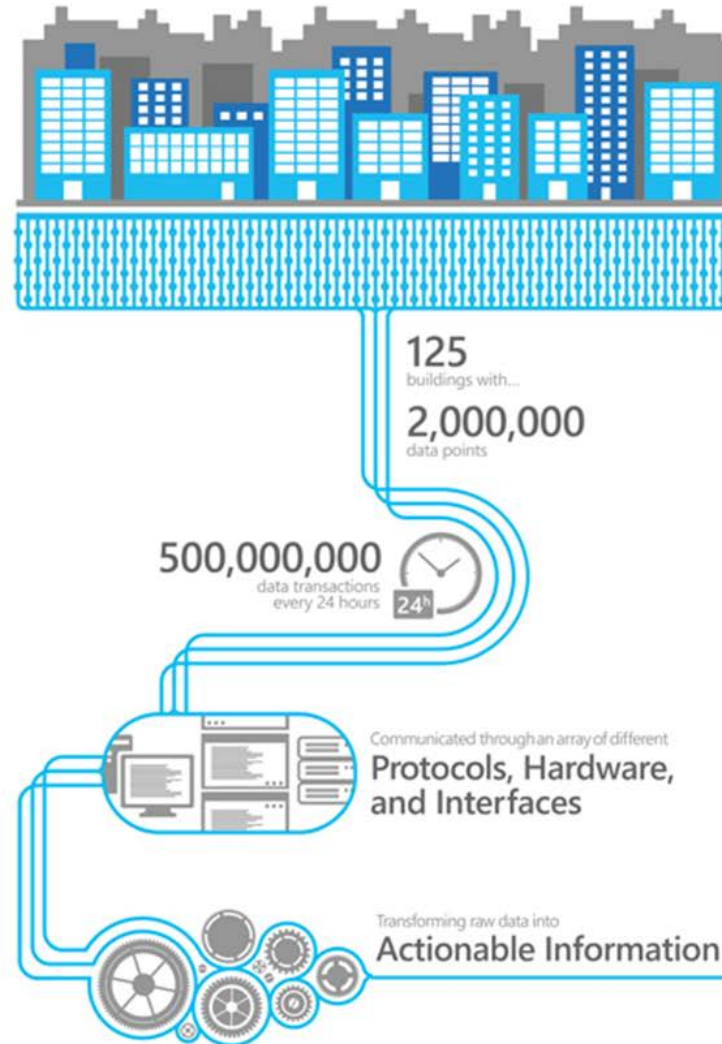 125
buildings with...
2,000,000
data points
500,000,000
data transactions
every 24 hours
24h
Communicated through an array of different
Protocols, Hardware,
and Interfaces
Transforming raw data into
Actionable Information